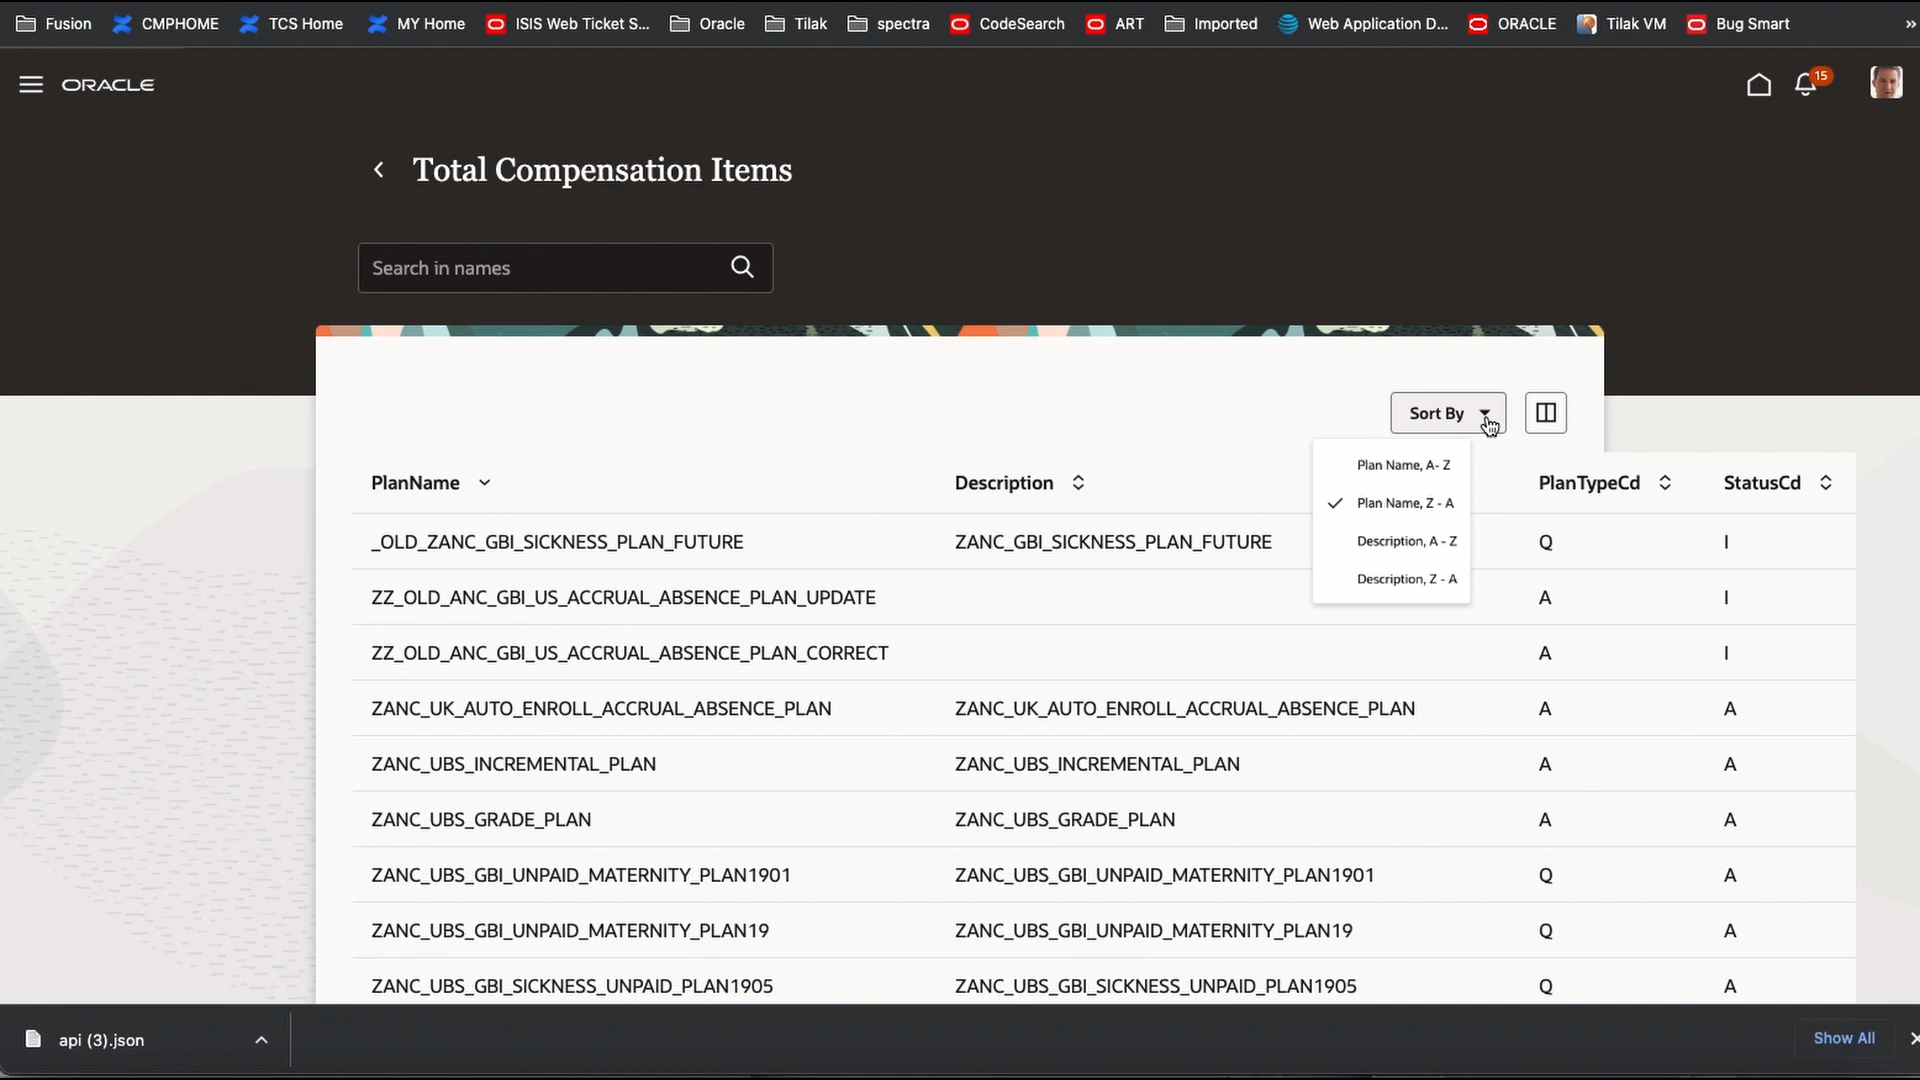 Fusion CMPHOME TCS Home MY Home ISIS Web Ticket S... Oracle Tilak spectra CodeSearch ART Imported Web Application D... ORACLE Tilak VM Bug Smart »
ORACLE 15
Total Compensation Items
Search in names
Sort By
Plan Name, A- Z
Plan Name, Z - A
Description, A - Z
Description, Z - A
PlanName Description PlanTypeCd StatusCd
_OLD_ZANC_GBI_SICKNESS_PLAN_FUTURE ZANC_GBI_SICKNESS_PLAN_FUTURE Q I
ZZ_OLD_ANC_GBI_US_ACCRUAL_ABSENCE_PLAN_UPDATE A I
ZZ_OLD_ANC_GBI_US_ACCRUAL_ABSENCE_PLAN_CORRECT A I
ZANC_UK_AUTO_ENROLL_ACCRUAL_ABSENCE_PLAN ZANC_UK_AUTO_ENROLL_ACCRUAL_ABSENCE_PLAN A A
ZANC_UBS_INCREMENTAL_PLAN ZANC_UBS_INCREMENTAL_PLAN A A
ZANC_UBS_GRADE_PLAN ZANC_UBS_GRADE_PLAN A A
ZANC_UBS_GBI_UNPAID_MATERNITY_PLAN1901 ZANC_UBS_GBI_UNPAID_MATERNITY_PLAN1901 Q A
ZANC_UBS_GBI_UNPAID_MATERNITY_PLAN19 ZANC_UBS_GBI_UNPAID_MATERNITY_PLAN19 Q A
ZANC_UBS_GBI_SICKNESS_UNPAID_PLAN1905 ZANC_UBS_GBI_SICKNESS_UNPAID_PLAN1905 Q A
api (3).json Show All